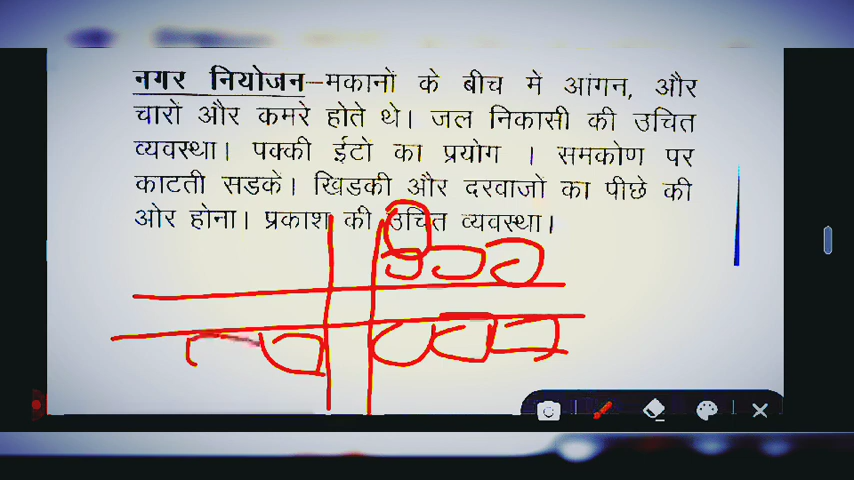 नगर नियोजन–मकानों के बीच मे आंगन, और
चारों और कमरे होते थे। जल निकासी की उचित
व्यवस्था। पक्की ईटो का प्रयोग । समकोण पर
काटती सडकें। खिडकी और दरवाजों का पीछे की
ओर होना। प्रकाश की उचित व्यवस्था।